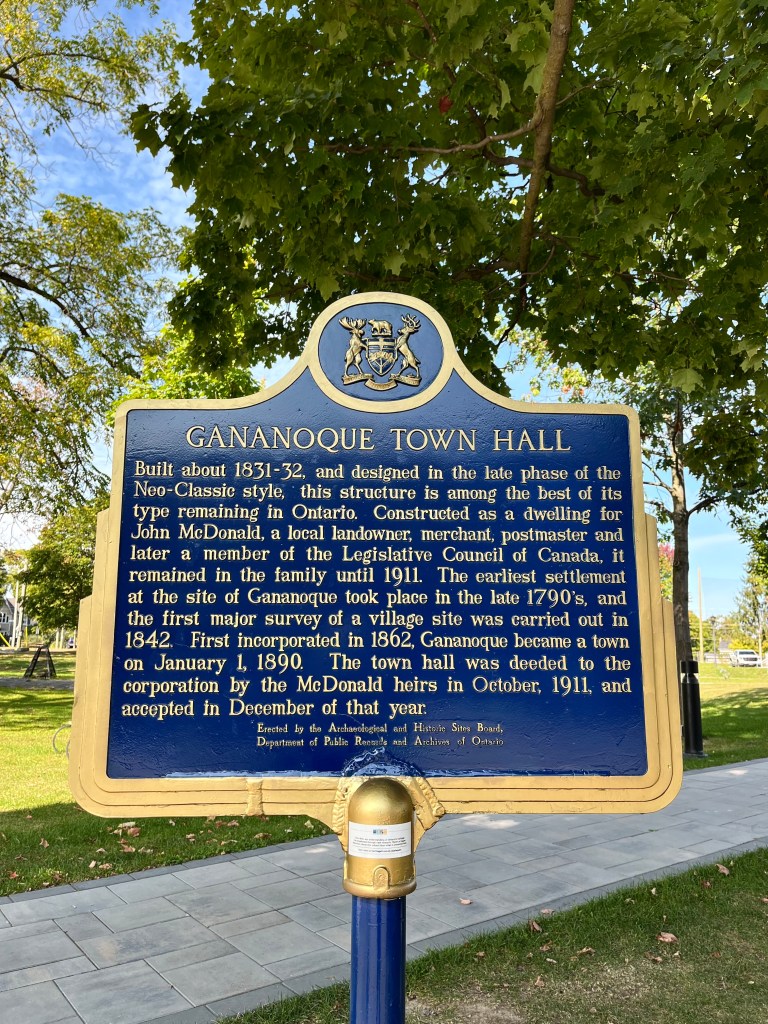 GANANOQUE TOWN HALL
Built about 1831-32, and designed in the late phase of the
Neo-Classic style, this structure is among the best of its
type remaining in Ontario. Constructed as a dwelling for
John McDonald, a local landowner, merchant, postmaster and
later a member of the Legislative Council of Canada, it
remained in the family until 1911. The earliest settlement
at the site of Gananoque took place in the late 1790's, and
the first major survey of a village site was carried out in
1842. First incorporated in 1862, Gananoque became a town
on January 1, 1890. The town hall was deeded to the
corporation by the McDonald heirs in October, 1911, and
accepted in December of that year.
Erected by the Archaeological and Historic Sites Board,
Department of Public Records and Archives of Ontario